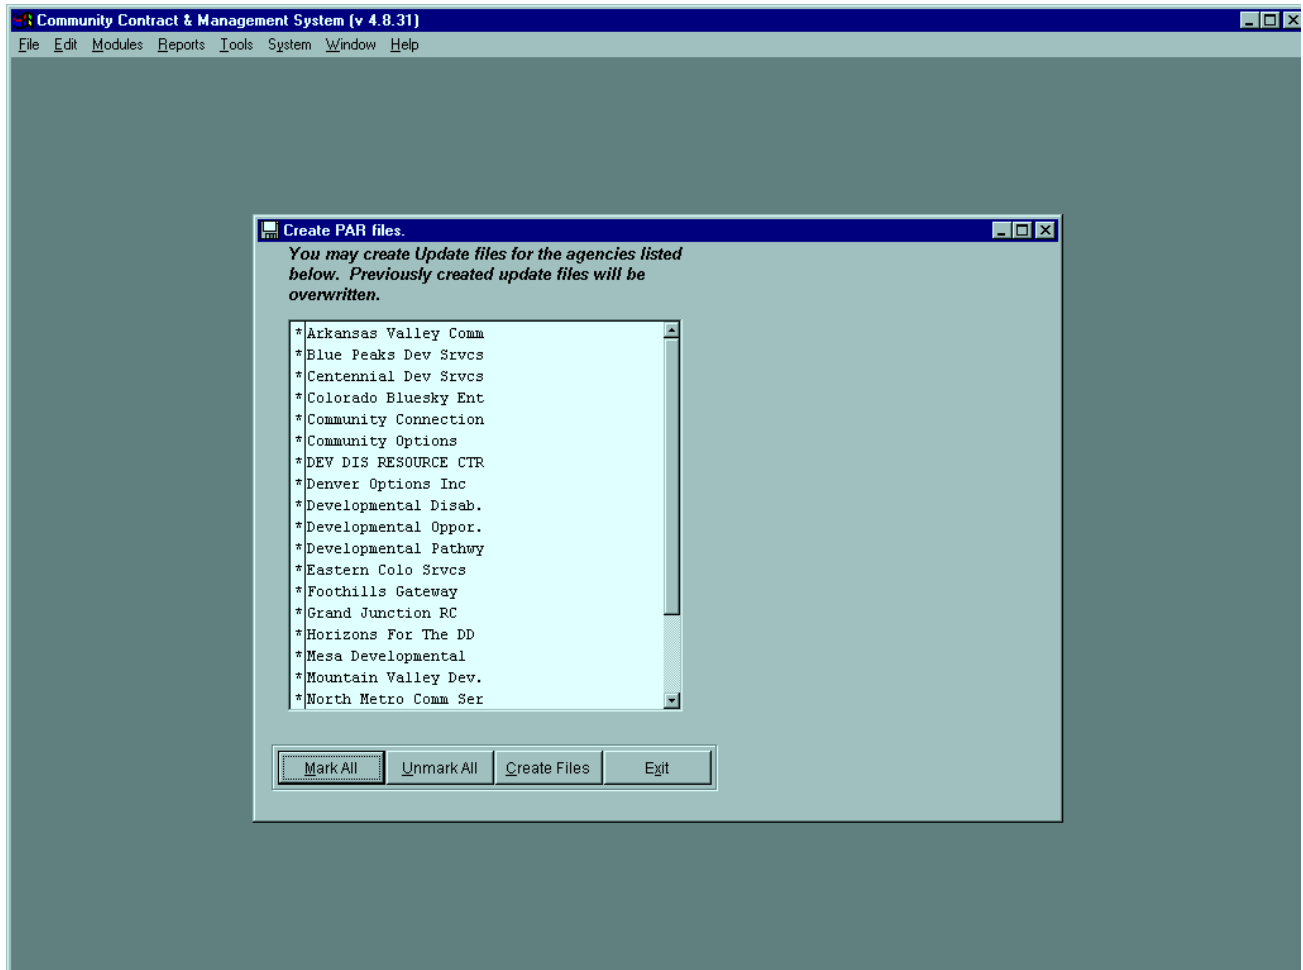 Community Contract & Management System (v 4.8.31)
File Edit Modules Reports Tools System Window Help
Create PAR files.
You may create Update files for the agencies listed
below. Previously created update files will be
overwritten.
*Arkansas Valley Comm
*Blue Peaks Dev Srvcs
*Centennial Dev Srvcs
*Colorado Bluesky Ent
*Community Connection
*Community Options
*DEV DIS RESOURCE CTR
*Denver Options Inc
*Developmental Disab.
*Developmental Oppor.
*Developmental Pathwy
*Eastern Colo Srvcs
*Foothills Gateway
*Grand Junction RC
*Horizons For The DD
*Mesa Developmental
*Mountain Valley Dev.
*North Metro Comm Ser
Mark All Unmark All Create Files Exit